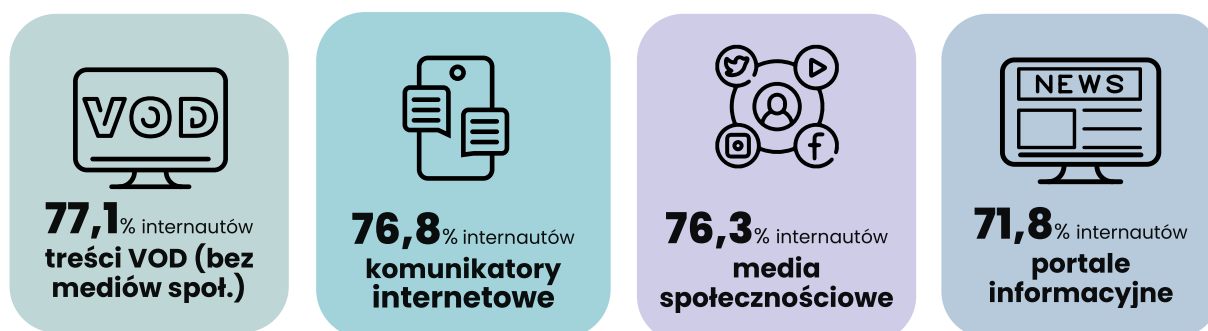 VOD
77,1% internautów
treści VOD (bez
mediów społ.)
76,8% internautów
komunikatory
internetowe
76,3% internautów
media
społecznościowe
NEWS
71,8% internautów
portale
informacyjne